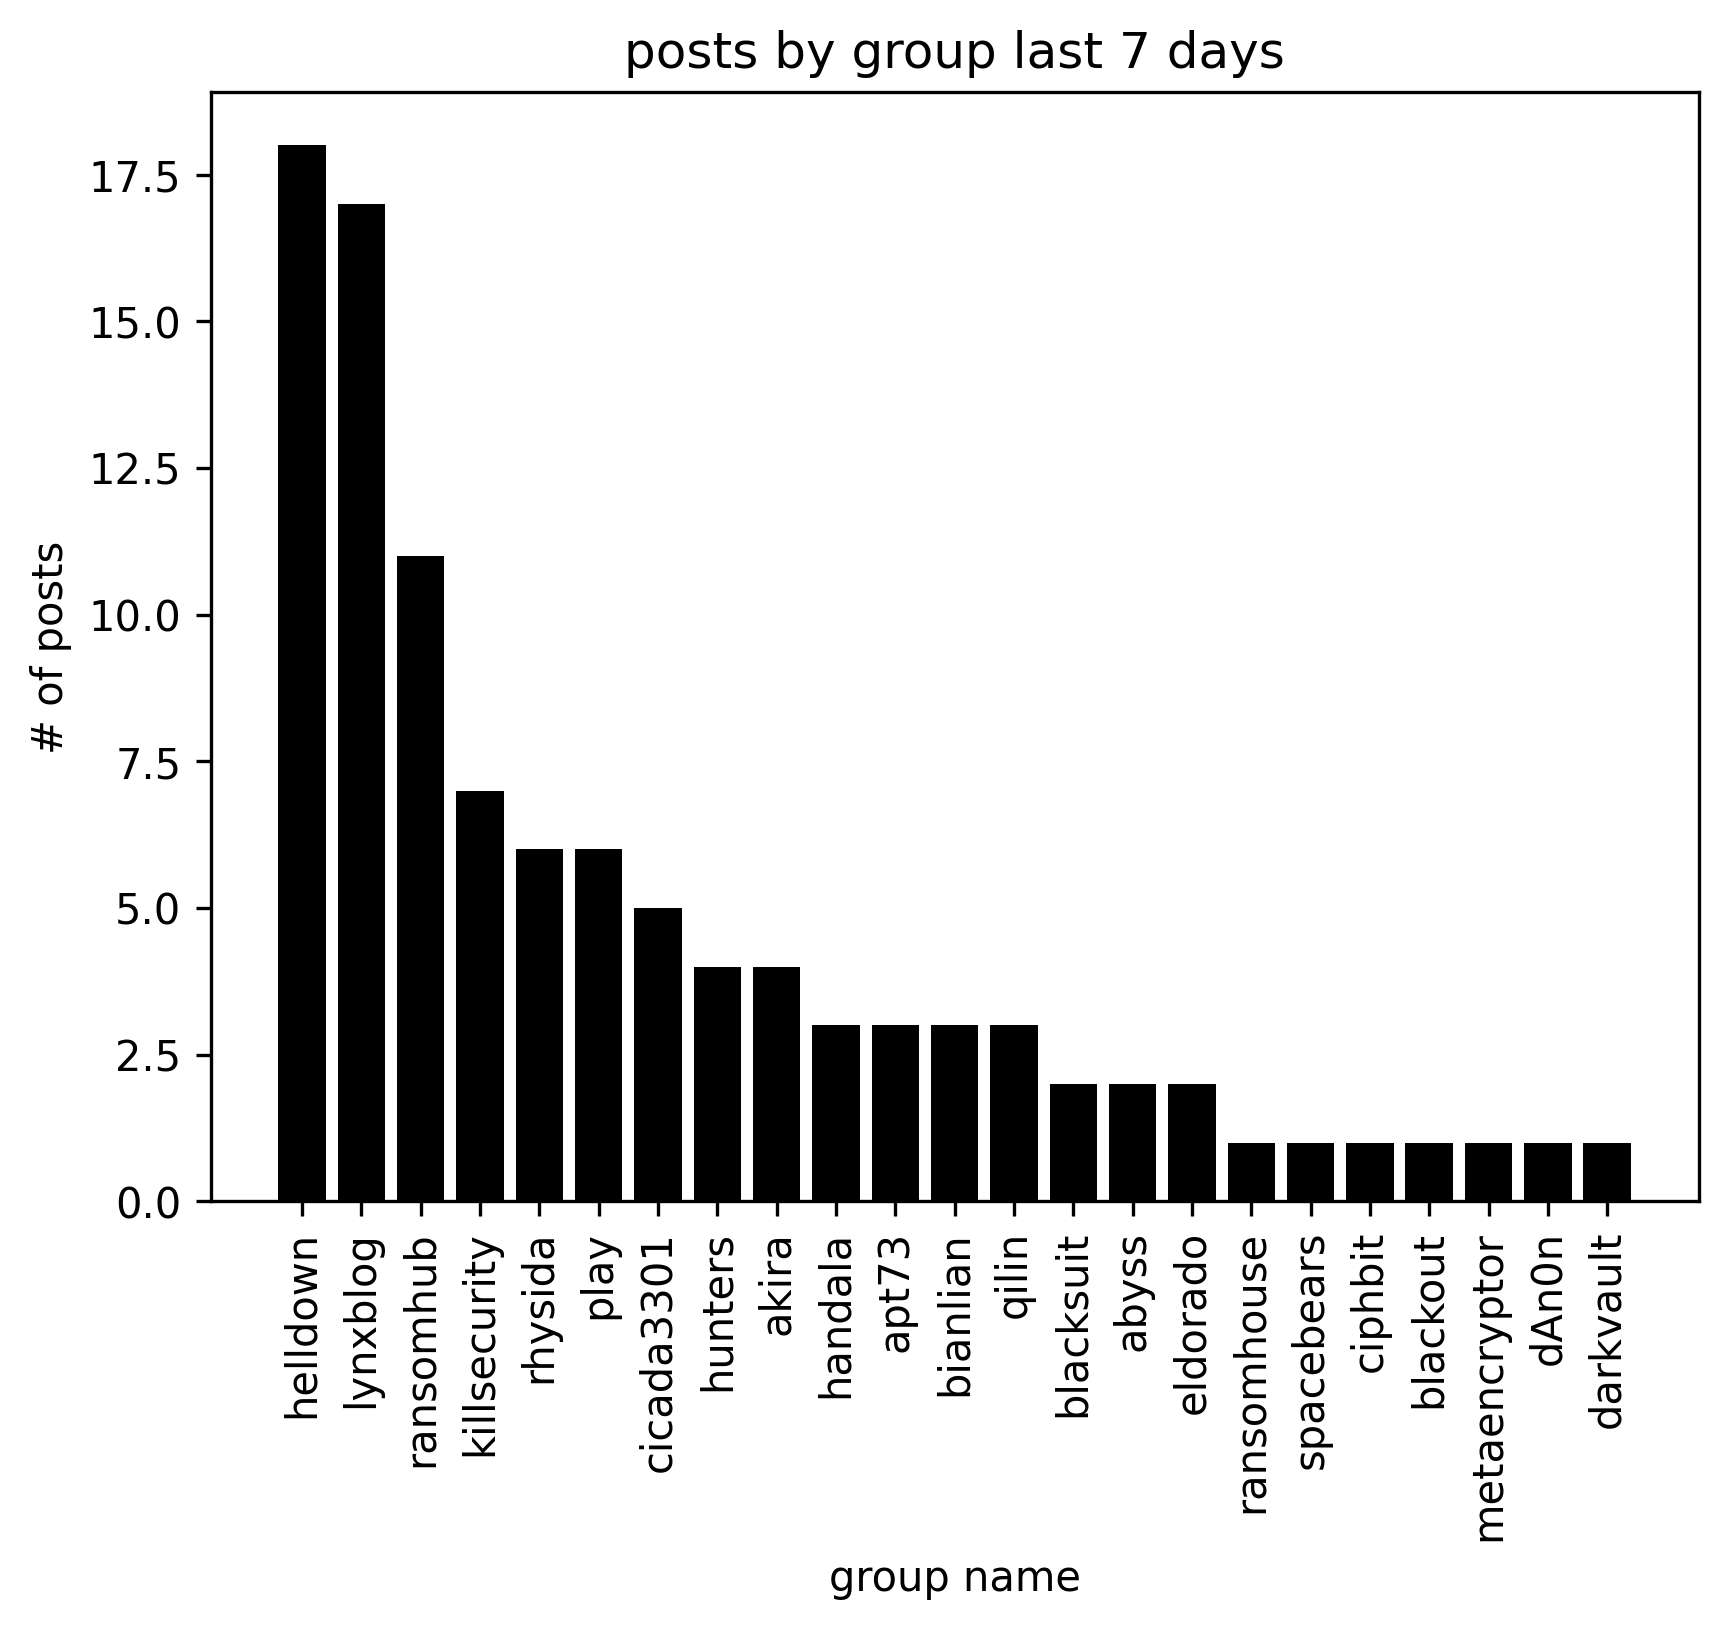 posts by group last 7 days
# of posts
17.5
15.0
12.5
10.0
7.5
5.0
2.5
0.0
helldown
lynxblog
ransomhub
killsecurity
rhysida
play
cicada3301
hunters
akira
handala
apt73
bianlian
qilin
blacksuit
abyss
eldorado
ransomhouse
spacebears
ciphbit
blackout
metaencryptor
dAn0n
darkvault
group name